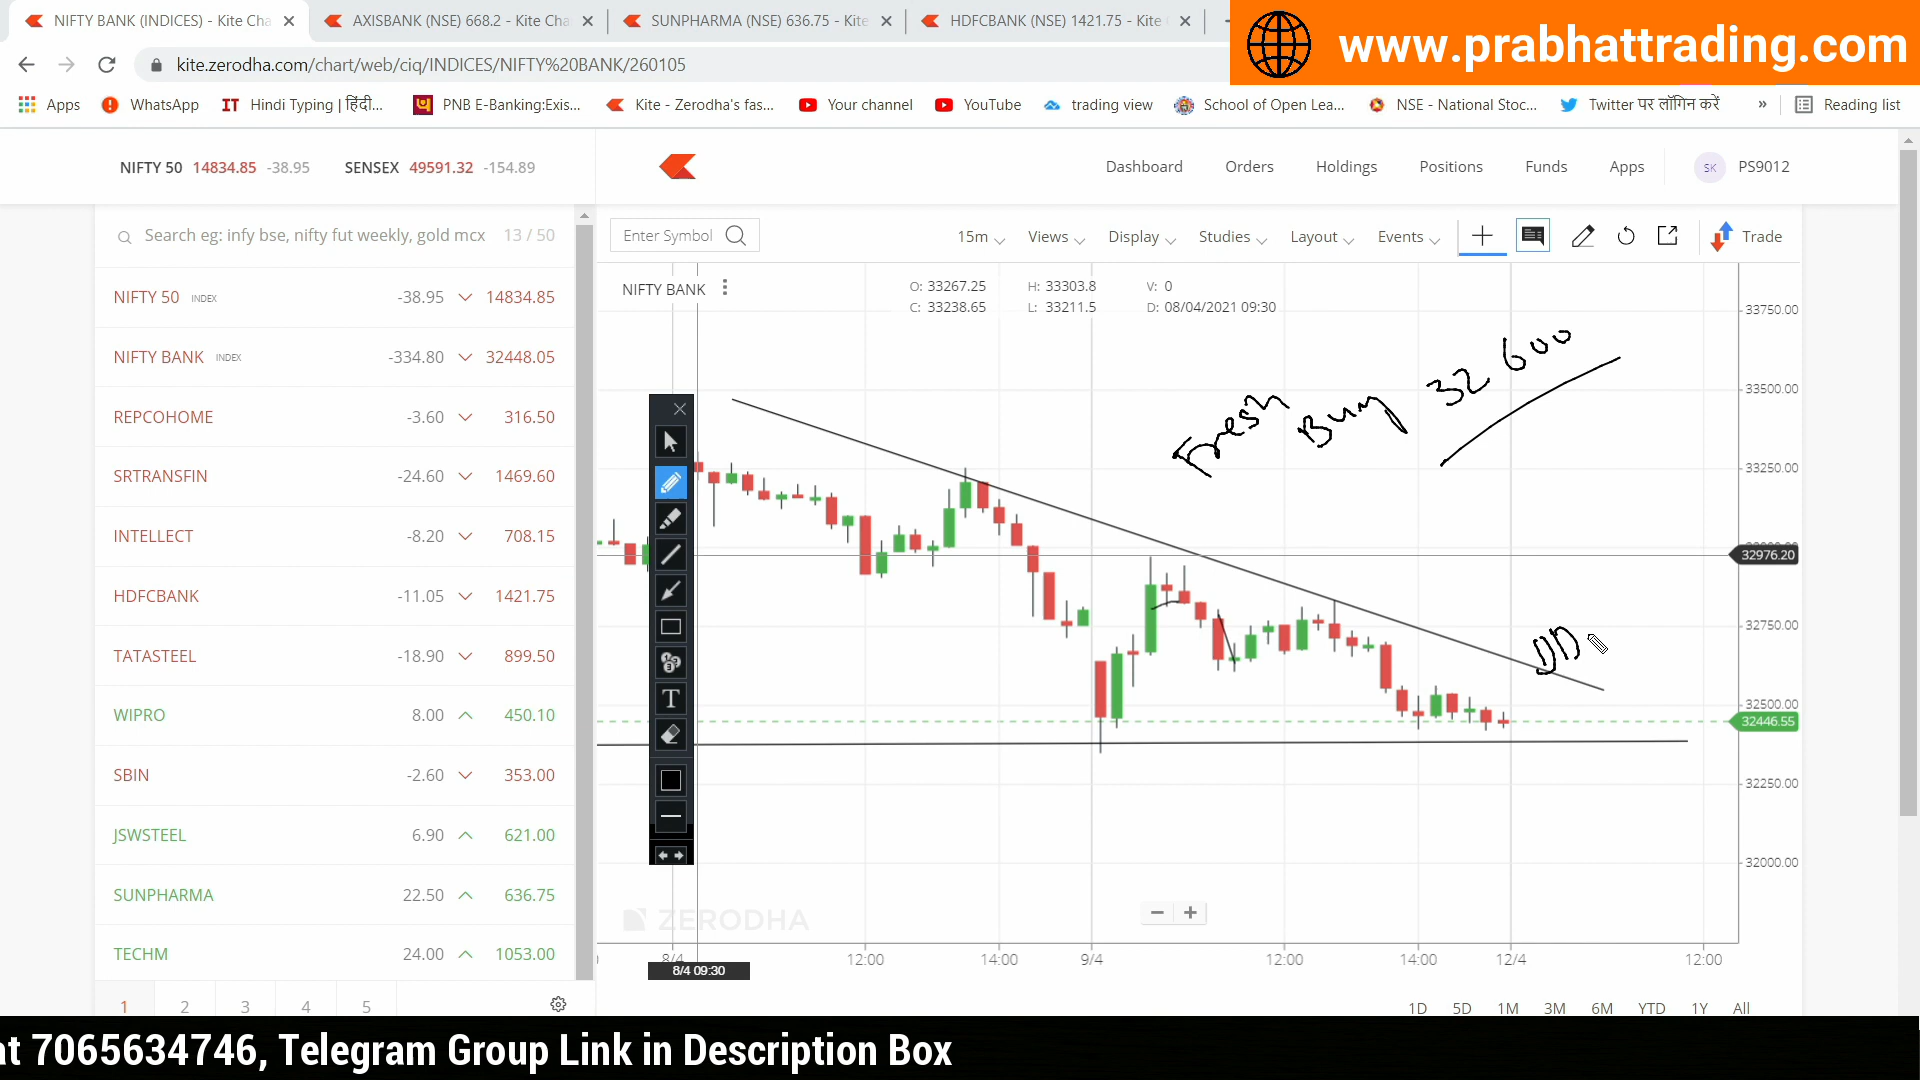 NIFTY BANK (INDICES) - Kite Cha
AXISBANK (NSE) 668.2 - Kite Cha
SUNPHARMA (NSE) 636.75 - Kite
HDFCBANK (NSE) 1421.75 - Kite
www.prabhattrading.com
kite.zerodha.com/chart/web/ciq/INDICES/NIFTY%20BANK/260105
Apps WhatsApp Hindi Typing | हिंदी... PNB E-Banking:Exis... Kite - Zerodha's fas... Your channel YouTube trading view School of Open Lea... NSE - National Stoc... Twitter पर लॉगिन करें » Reading list
NIFTY 50 14834.85 -38.95 SENSEX 49591.32 -154.89
Dashboard Orders Holdings Positions Funds Apps SK PS9012
Search eg: infy bse, nifty fut weekly, gold mcx 13 / 50
Enter Symbol 15m Views Display Studies Layout Events Trade
NIFTY 50 INDEX -38.95 14834.85
NIFTY BANK INDEX -334.80 32448.05
REPCOHOME -3.60 316.50
SRTRANSFIN -24.60 1469.60
INTELLECT -8.20 708.15
HDFCBANK -11.05 1421.75
TATASTEEL -18.90 899.50
WIPRO 8.00 450.10
SBIN -2.60 353.00
JSWSTEEL 6.90 621.00
SUNPHARMA 22.50 636.75
TECHM 24.00 1053.00
1 2 3 4 5
NIFTY BANK
O: 33267.25 H: 33303.8 V: 0
C: 33238.65 L: 33211.5 D: 08/04/2021 09:30
Fresh Buy 32600
33750.00
33500.00
33250.00
32976.20
32750.00
32500.00
32446.55
32250.00
32000.00
ZERODHA
8/4 12:00 14:00 9/4 12:00 14:00 12/4 12:00
8/4 09:30
1D 5D 1M 3M 6M YTD 1Y All
at 7065634746, Telegram Group Link in Description Box